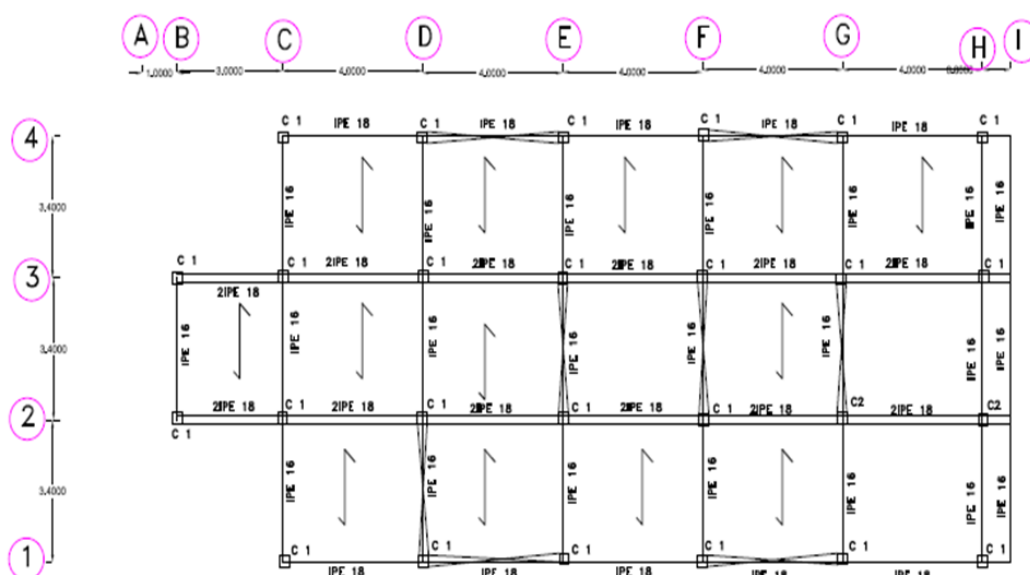 A B C D E F G H I
1.0000 3.0000 4.0000 4.0000 4.0000 4.0000 4.0000
C 1 IPE 18 C 1 IPE 18 C 1 IPE 18 C 1 IPE 18 C 1 IPE 18 C 1
4
3.4000
IPE 16 IPE 16 IPE 16 IPE 16 IPE 16 IPE 16 IPE 16
C 1 C 1 2IPE 18 C 1 2IPE 18 C 1 2IPE 18 C 1 2IPE 18 C 1 2IPE 18 C 1
3
2IPE 18
3.4000
IPE 16 IPE 16 IPE 16 IPE 16 IPE 16 IPE 16 IPE 16 IPE 16
2IPE 18 C 1 2IPE 18 C 1 2IPE 18 C 1 2IPE 18 C 1 2IPE 18 C2 2IPE 18 C2
2
C 1
3.4000
IPE 16 IPE 16 IPE 16 IPE 16 IPE 16 IPE 16 IPE 16
C 1 C 1 C 1 C 1 C 1 C 1
1
IPE 18 IPE 18 IPE 18 IPE 18 IPE 18